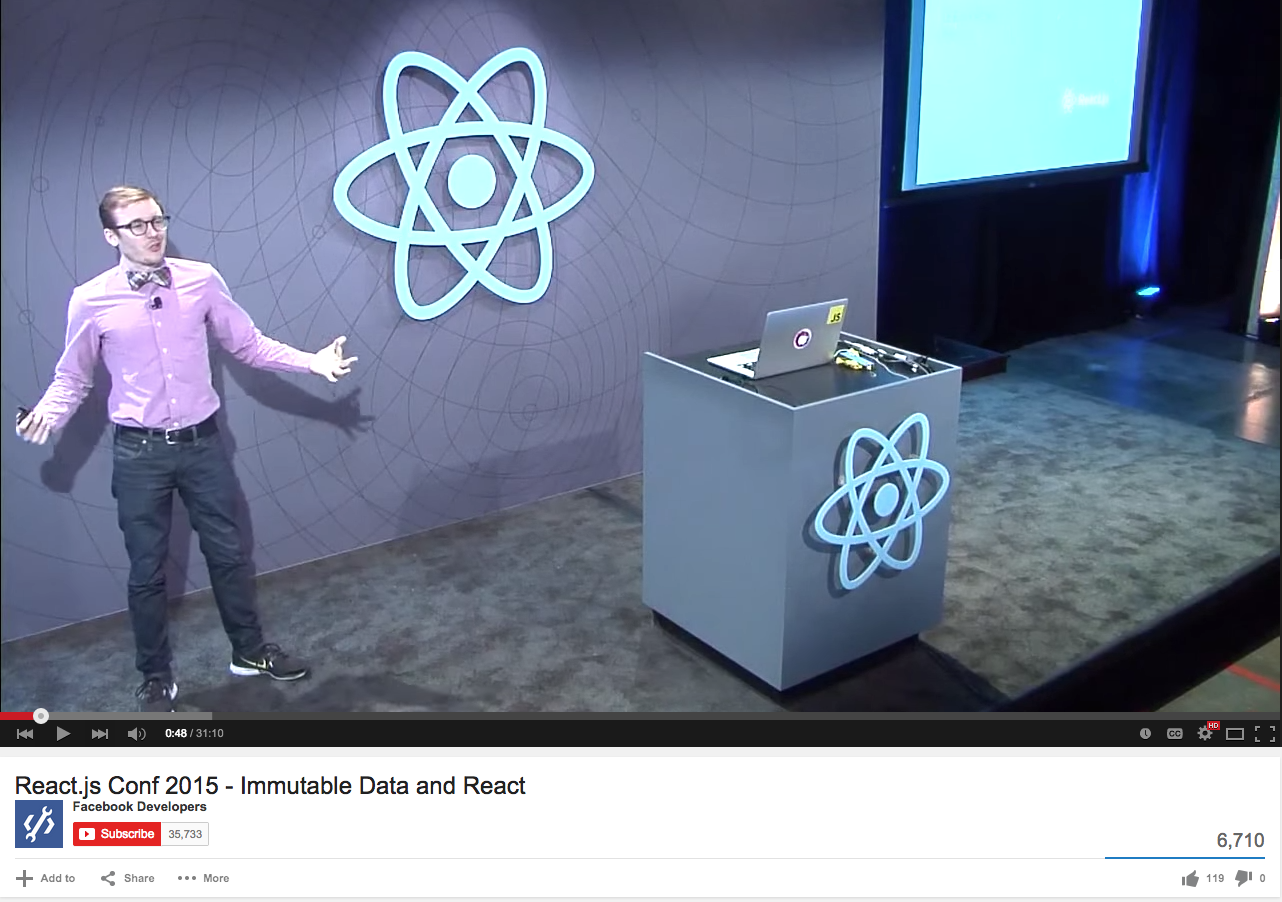 JS
HD
CC
0:48 / 31:10
React.js Conf 2015 - Immutable Data and React
Facebook Developers
Subscribe
35,733
6,710
Add to
Share
More
119
0